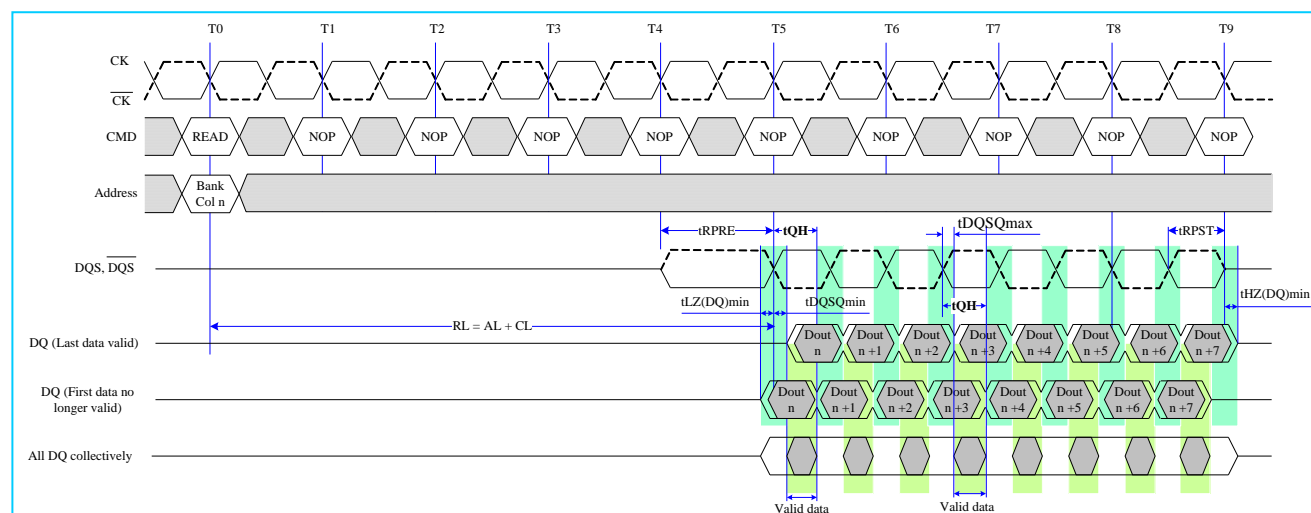 T0 T1 T2 T3 T4 T5 T6 T7 T8 T9
CK
CK
CMD READ NOP NOP NOP NOP NOP NOP NOP NOP NOP
Address
Bank
Col n
tRPRE tQH tDQSQmax tRPST
DQS, DQS
tLZ(DQ)min tDQSQmin tQH tHZ(DQ)min
RL = AL + CL
DQ (Last data valid)
Dout Dout Dout Dout Dout Dout Dout Dout
n n +1 n +2 n +3 n +4 n +5 n +6 n +7
DQ (First data no
longer valid)
Dout Dout Dout Dout Dout Dout Dout Dout
n n +1 n +2 n +3 n +4 n +5 n +6 n +7
All DQ collectively
Valid data Valid data